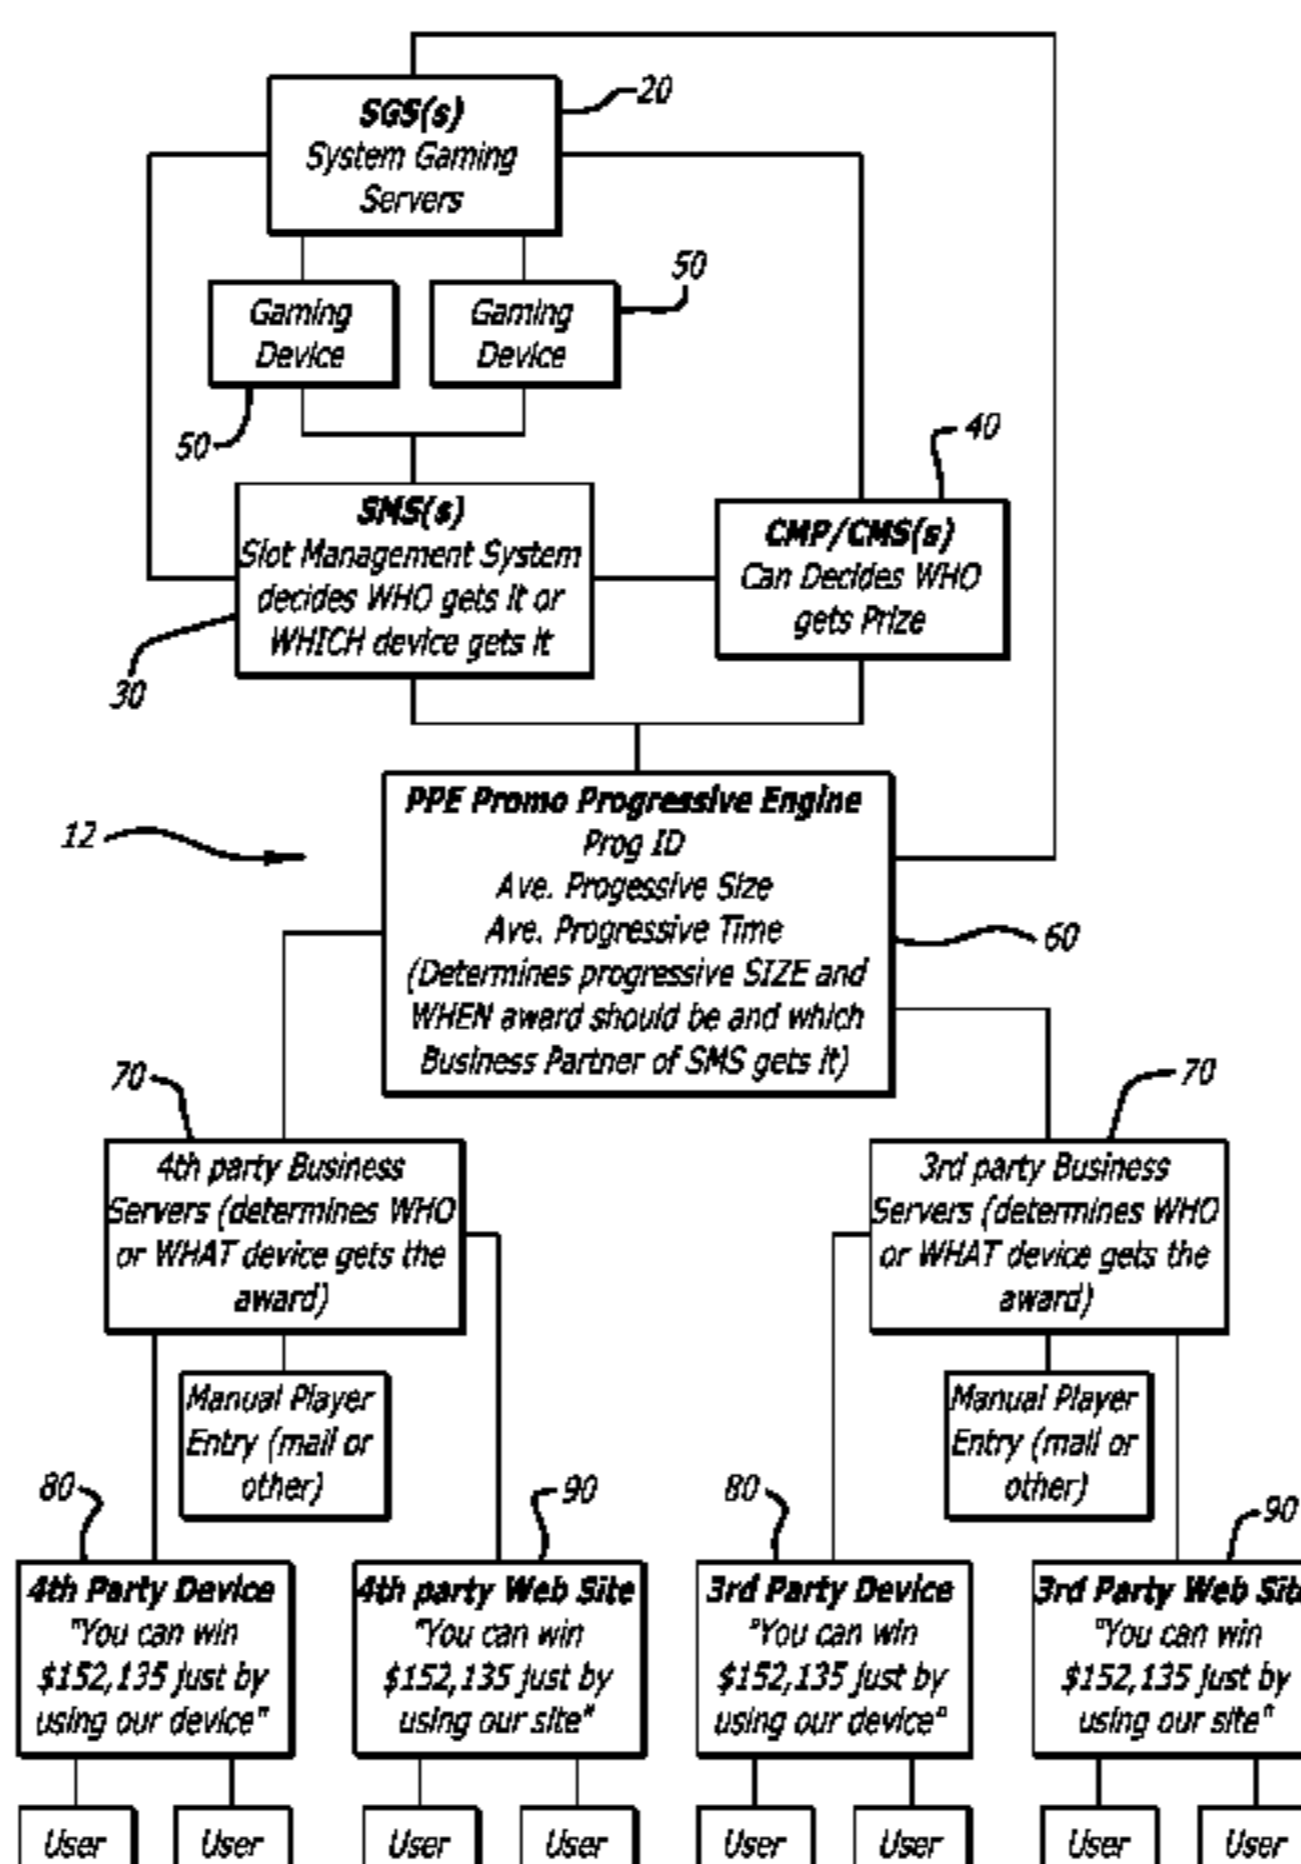 20
SGS(s)
System Gaming
Servers
50
Gaming
Device
Gaming
Device
50
40
SMS(s)
Slot Management System
decides WHO gets it or
WHICH device gets it
CMP/CMS(s)
Can Decides WHO
gets Prize
30
12
PPE Promo Progressive Engine
Prog ID
Ave. Progessive Size
Ave. Progressive Time
(Determines progressive SIZE and
WHEN award should be and which
Business Partner of SMS gets it)
60
70
4th party Business
Servers (determines WHO
or WHAT device gets the
award)
70
3rd party Business
Servers (determines WHO
or WHAT device gets the
award)
Manual Player
Entry (mail or
other)
Manual Player
Entry (mail or
other)
80
90
80
90
4th Party Device
"You can win
$152,135 just by
using our device"
4th party Web Site
"You can win
$152,135 just by
using our site"
3rd Party Device
"You can win
$152,135 just by
using our device"
3rd Party Web Sit
"You can win
$152,135 just by
using our site"
User
User
User
User
User
User
User
User